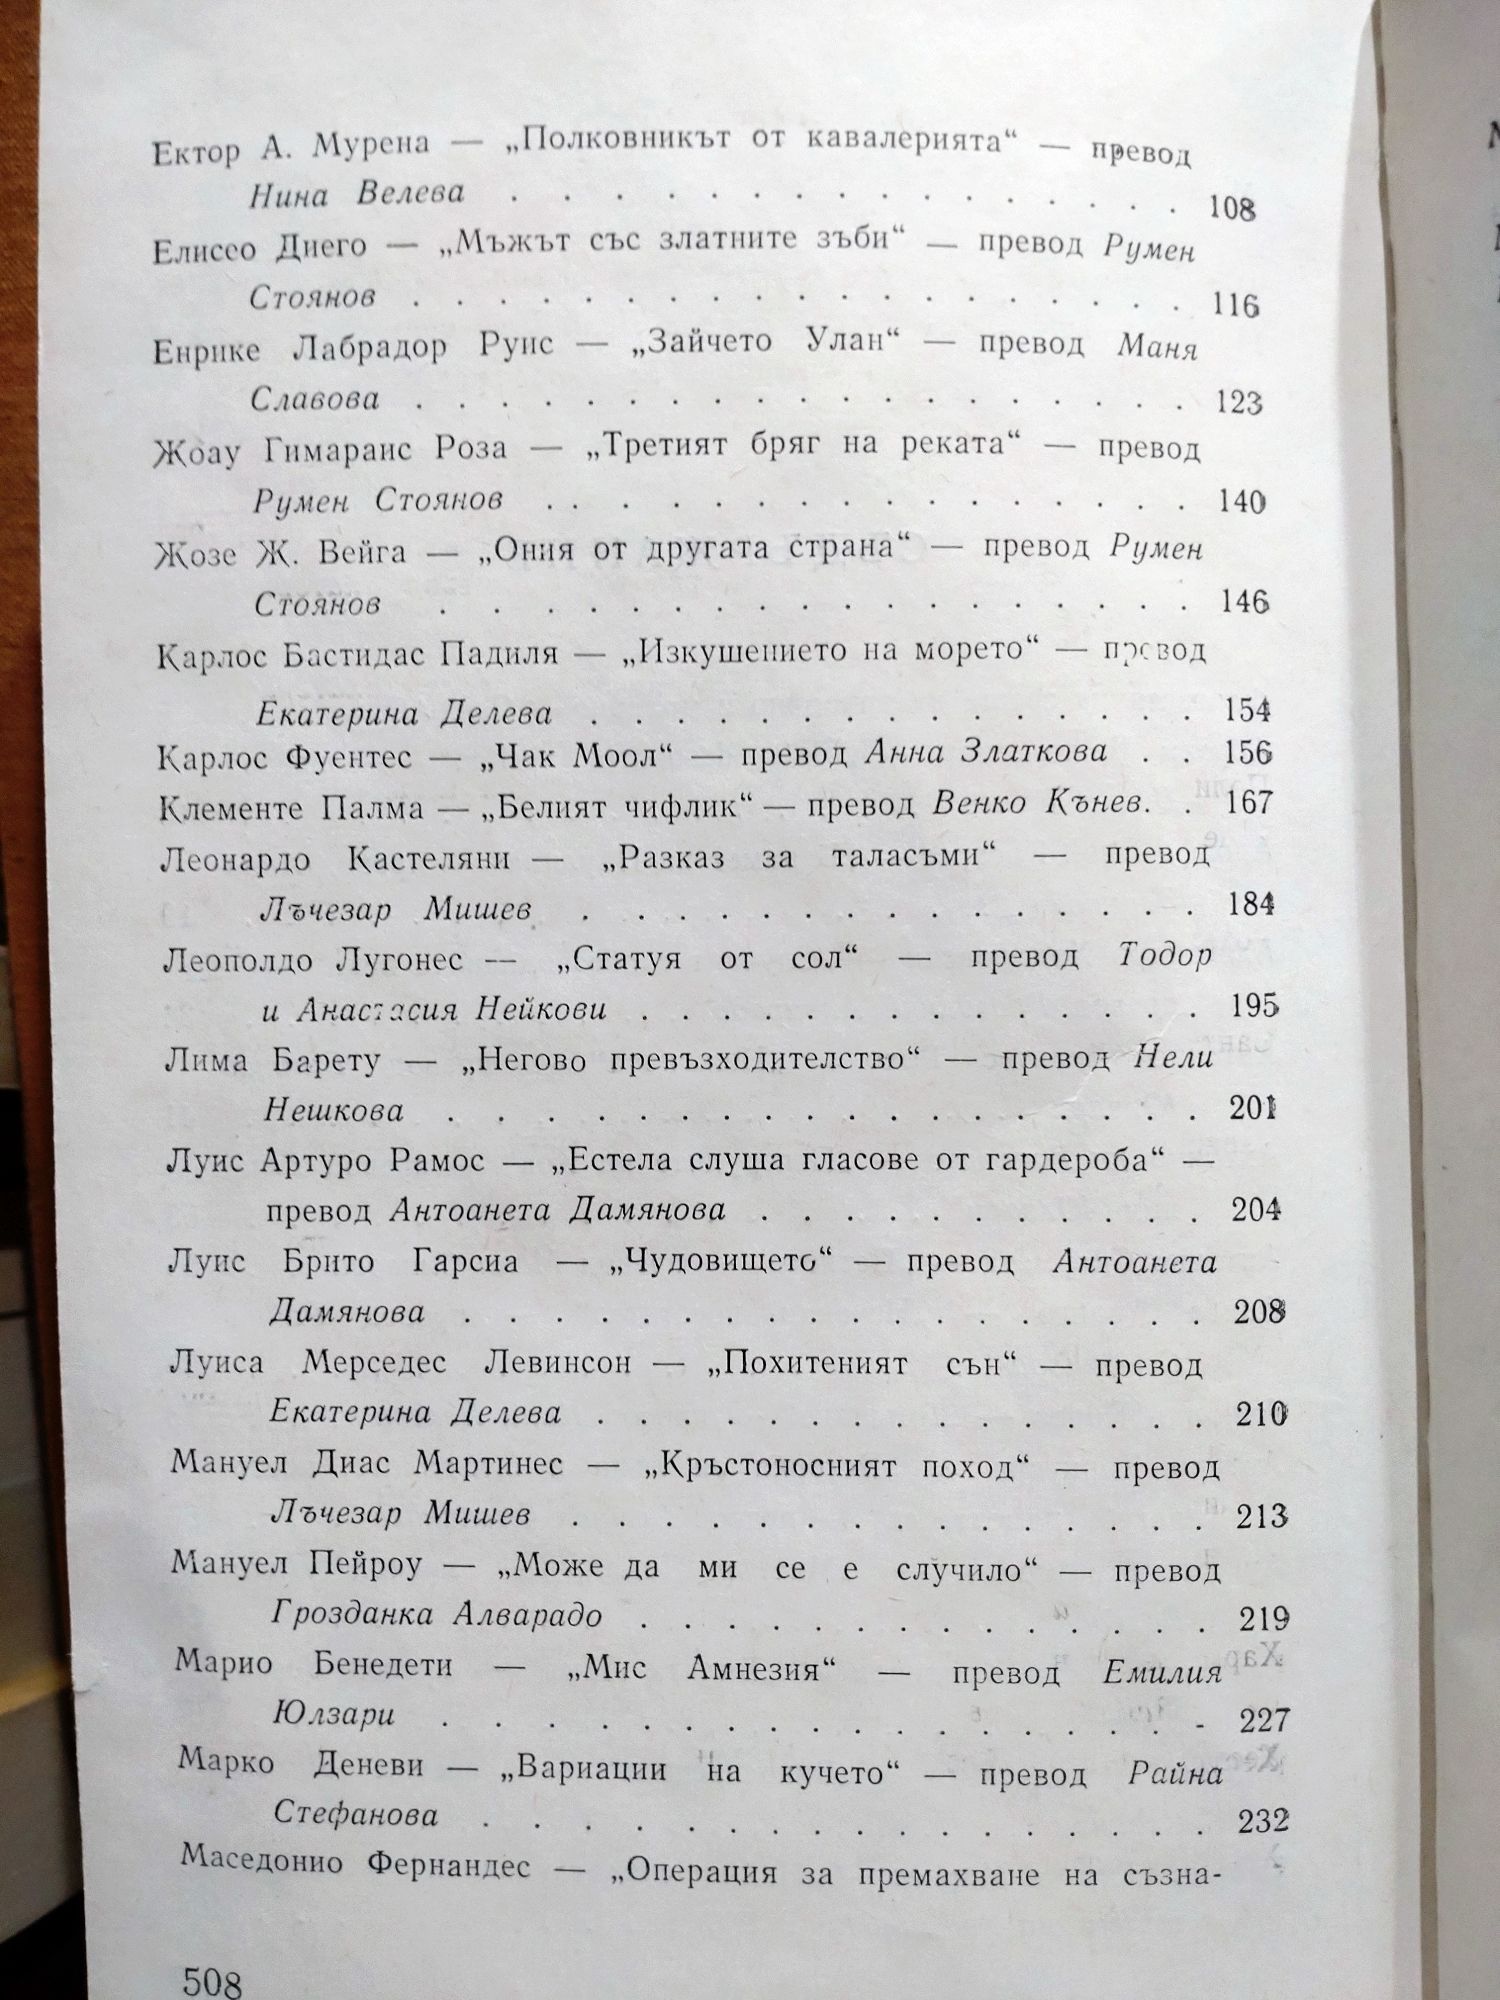 Ектор А. Мурена — „Полковникът от кавалерията“ — превод
Нина Велева . . . . . . . . . . . . . . . . 108
Елисео Диего — „Мъжът със златните зъби“ — превод Румен
Стоянов . . . . . . . . . . . . . . . . . . . 116
Енрике Лабрадор Руис — „Зайчето Улан“ — превод Маня
Славова . . . . . . . . . . . . . . . . . . . 123
Жоау Гимараис Роза — „Третият бряг на реката“ — превод
Румен Стоянов . . . . . . . . . . . . . . . 140
Жозе Ж. Вейга — „Ония от другата страна“ — превод Румен
Стоянов . . . . . . . . . . . . . . . . . . 146
Карлос Бастидас Падиля — „Изкушението на морето“ — превод
Екатерина Делева . . . . . . . . . . . . . . 154
Карлос Фуентес — „Чак Моол“ — превод Анна Златкова . . 156
Клементе Палма — „Белият чифлик“ — превод Венко Кънев. . 167
Леонардо Кастеляни — „Разказ за таласъми“ — превод
Лъчезар Мишев . . . . . . . . . . . . . . 184
Леополдо Лугонес — „Статуя от сол“ — превод Тодор
и Анастасия Нейкови . . . . . . . . . . . . . 195
Лима Барету — „Негово превъзходителство“ — превод Нели
Нешкова . . . . . . . . . . . . . . . . . 201
Луис Артуро Рамос — „Естела слуша гласове от гардероба“ —
превод Антоанета Дамянова . . . . . . . . . . . 204
Луис Брито Гарсиа — „Чудовището“ — превод Антоанета
Дамянова . . . . . . . . . . . . . . . . . 208
Луиса Мерседес Левинсон — „Похитеният сън“ — превод
Екатерина Делева . . . . . . . . . . . . . . 210
Мануел Диас Мартинес — „Кръстоносният поход“ — превод
Лъчезар Мишев . . . . . . . . . . . . . . 213
Мануел Пейроу — „Може да ми се е случило“ — превод
Грозданка Алварадо . . . . . . . . . . . . . 219
Марио Бенедети — „Мис Амнезия“ — превод Емилия
Юлзари . . . . . . . . . . . . . . . . . - 227
Марко Деневи — „Вариации на кучето“ — превод Райна
Стефанова . . . . . . . . . . . . . . . . 232
Маседонио Фернандес — „Операция за премахване на съзна-
508